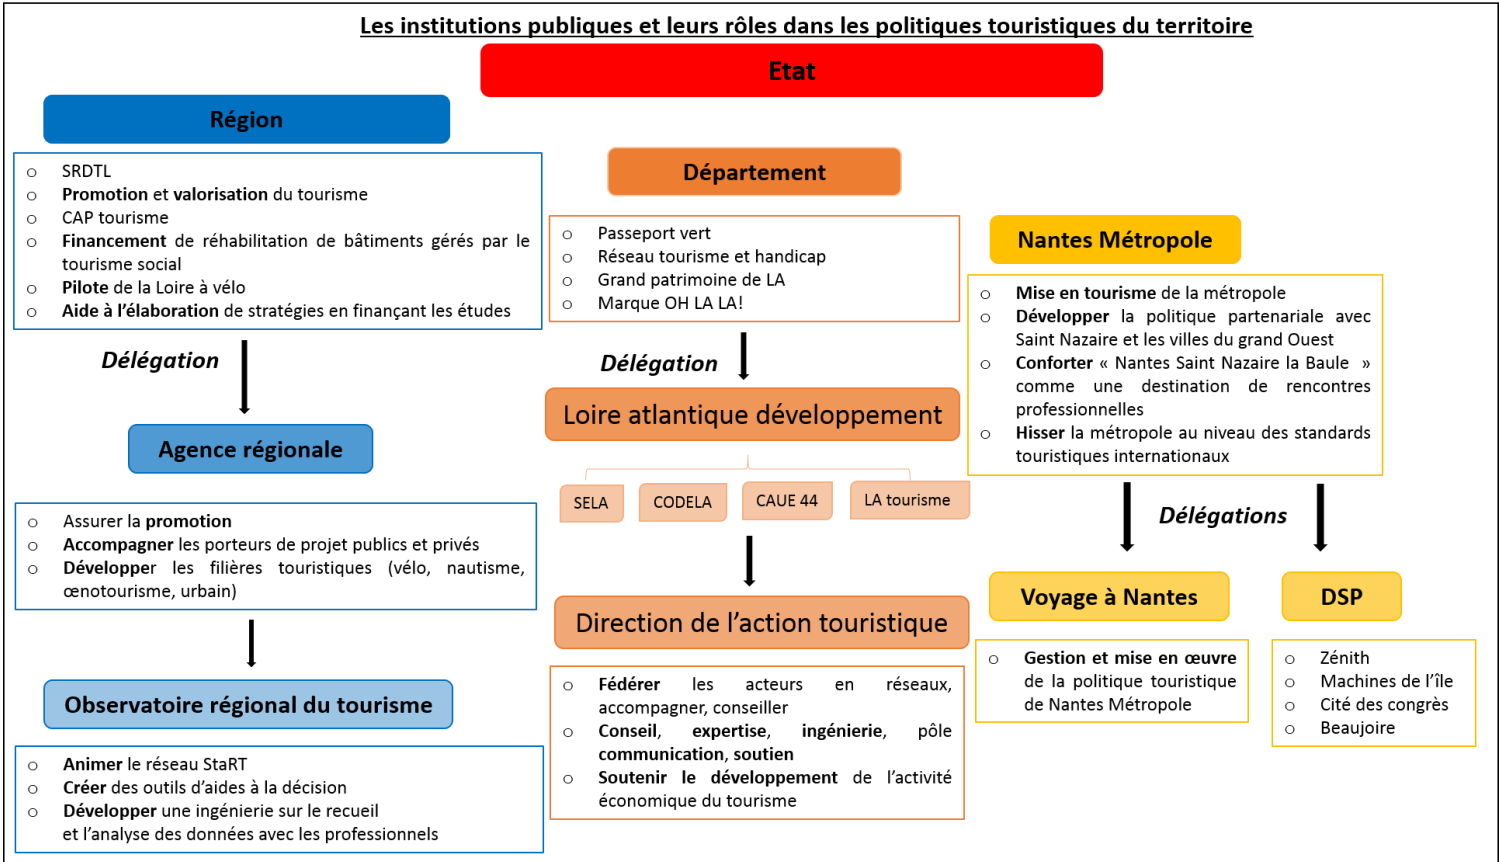 Les institutions publiques et leurs rôles dans les politiques touristiques du territoire
Etat
Région
o SRDTL
o Promotion et valorisation du tourisme
o CAP tourisme
o Financement de réhabilitation de bâtiments gérés par le
tourisme social
o Pilote de la Loire à vélo
o Aide à l'élaboration de stratégies en finançant les études
Délégation
Agence régionale
o Assurer la promotion
o Accompagner les porteurs de projet publics et privés
o Développer les filières touristiques (vélo, nautisme,
œnotourisme, urbain)
Observatoire régional du tourisme
o Animer le réseau StaRT
o Créer des outils d'aides à la décision
o Développer une ingénierie sur le recueil
et l'analyse des données avec les professionnels
Département
o Passeport vert
o Réseau tourisme et handicap
o Grand patrimoine de LA
o Marque OH LA LA!
Délégation
Loire atlantique développement
SELA
CODELA
CAUE 44
LA tourisme
Direction de l'action touristique
o Fédérer les acteurs en réseaux,
accompagner, conseiller
o Conseil, expertise, ingénierie, pôle
communication, soutien
o Soutenir le développement de l'activité
économique du tourisme
Nantes Métropole
o Mise en tourisme de la métropole
o Développer la politique partenariale avec
Saint Nazaire et les villes du grand Ouest
o Conforter « Nantes Saint Nazaire la Baule »
comme une destination de rencontres
professionnelles
o Hisser la métropole au niveau des standards
touristiques internationaux
Délégations
Voyage à Nantes
o Gestion et mise en œuvre
de la politique touristique
de Nantes Métropole
DSP
o Zénith
o Machines de l'île
o Cité des congrès
o Beaujoire